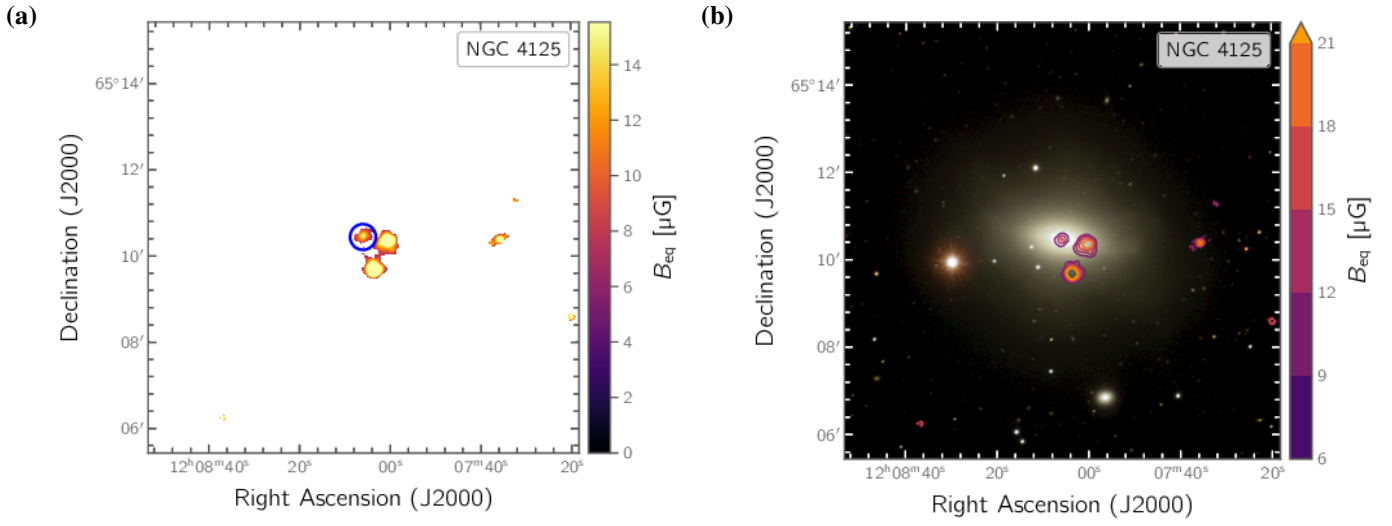 (a)
NGC 4125
65°14′
12′
10′
08′
06′
Declination (J2000)
12ʰ08ᵐ40ˢ
20ˢ
00ˢ
07ᵐ40ˢ
20ˢ
Right Ascension (J2000)
14
12
10
8
6
4
2
0
Beq [µG]
(b)
NGC 4125
65°14′
12′
10′
08′
06′
Declination (J2000)
12ʰ08ᵐ40ˢ
20ˢ
00ˢ
07ᵐ40ˢ
20ˢ
Right Ascension (J2000)
21
18
15
12
9
6
Beq [µG]